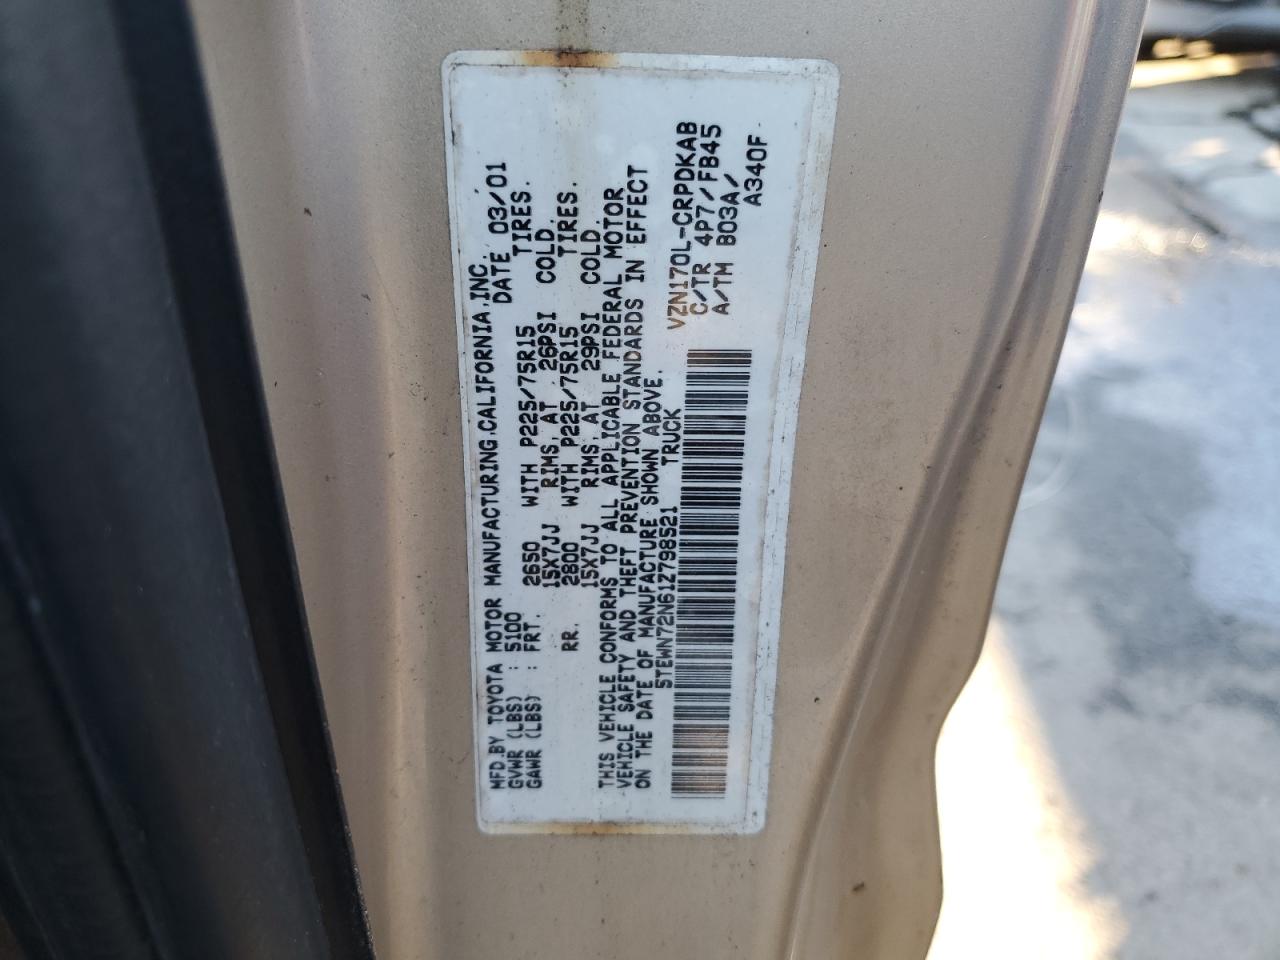 MFD.BY TOYOTA MOTOR MANUFACTURING,CALIFORNIA,INC.
GVWR (LBS) : 5100 DATE 03/01
GAWR (LBS) : FRT. 2650 WITH P225/75R15 TIRES.
15X7JJ RIMS, AT 26PSI COLD.
RR. 2800 WITH P225/75R15 TIRES.
15X7JJ RIMS, AT 29PSI COLD.
THIS VEHICLE CONFORMS TO ALL APPLICABLE FEDERAL MOTOR
VEHICLE SAFETY AND THEFT PREVENTION STANDARDS IN EFFECT
ON THE DATE OF MANUFACTURE SHOWN ABOVE.
5TEWN72N61Z798521 TRUCK
VZN170L-CRPDKAB
C/TR 4P7/FB45
A/TM B03A/
A340F